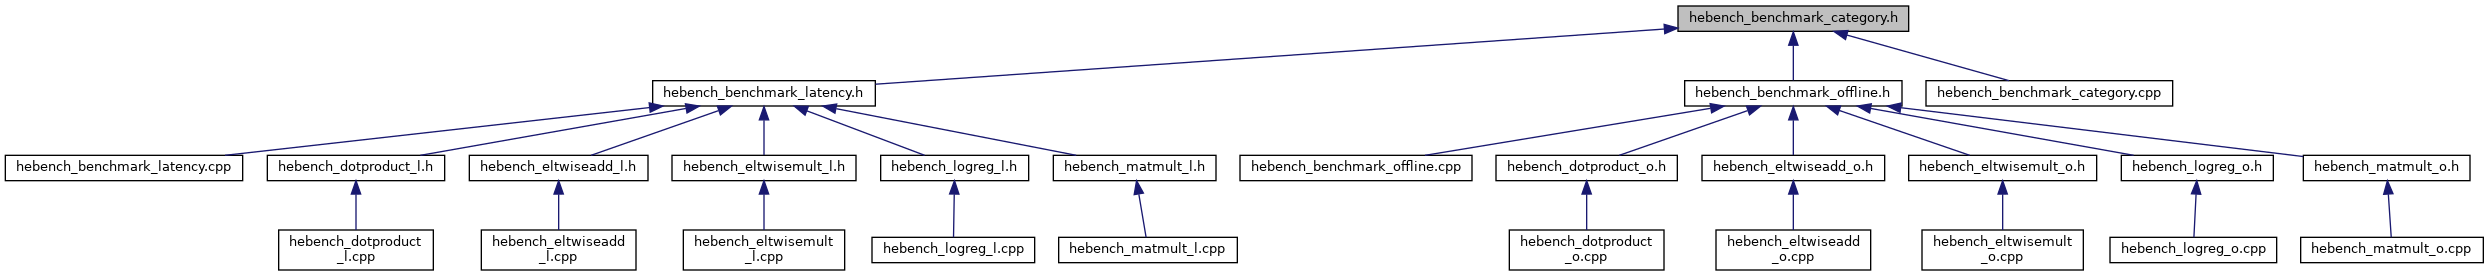 hebench_benchmark_category.h
hebench_benchmark_latency.h
hebench_benchmark_offline.h
hebench_benchmark_category.cpp
hebench_benchmark_latency.cpp
hebench_dotproduct_l.h
hebench_eltwiseadd_l.h
hebench_eltwisemult_l.h
hebench_logreg_l.h
hebench_matmult_l.h
hebench_benchmark_offline.cpp
hebench_dotproduct_o.h
hebench_eltwiseadd_o.h
hebench_eltwisemult_o.h
hebench_logreg_o.h
hebench_matmult_o.h
hebench_dotproduct
_l.cpp
hebench_eltwiseadd
_l.cpp
hebench_eltwisemult
_l.cpp
hebench_logreg_l.cpp
hebench_matmult_l.cpp
hebench_dotproduct
_o.cpp
hebench_eltwiseadd
_o.cpp
hebench_eltwisemult
_o.cpp
hebench_logreg_o.cpp
hebench_matmult_o.cpp